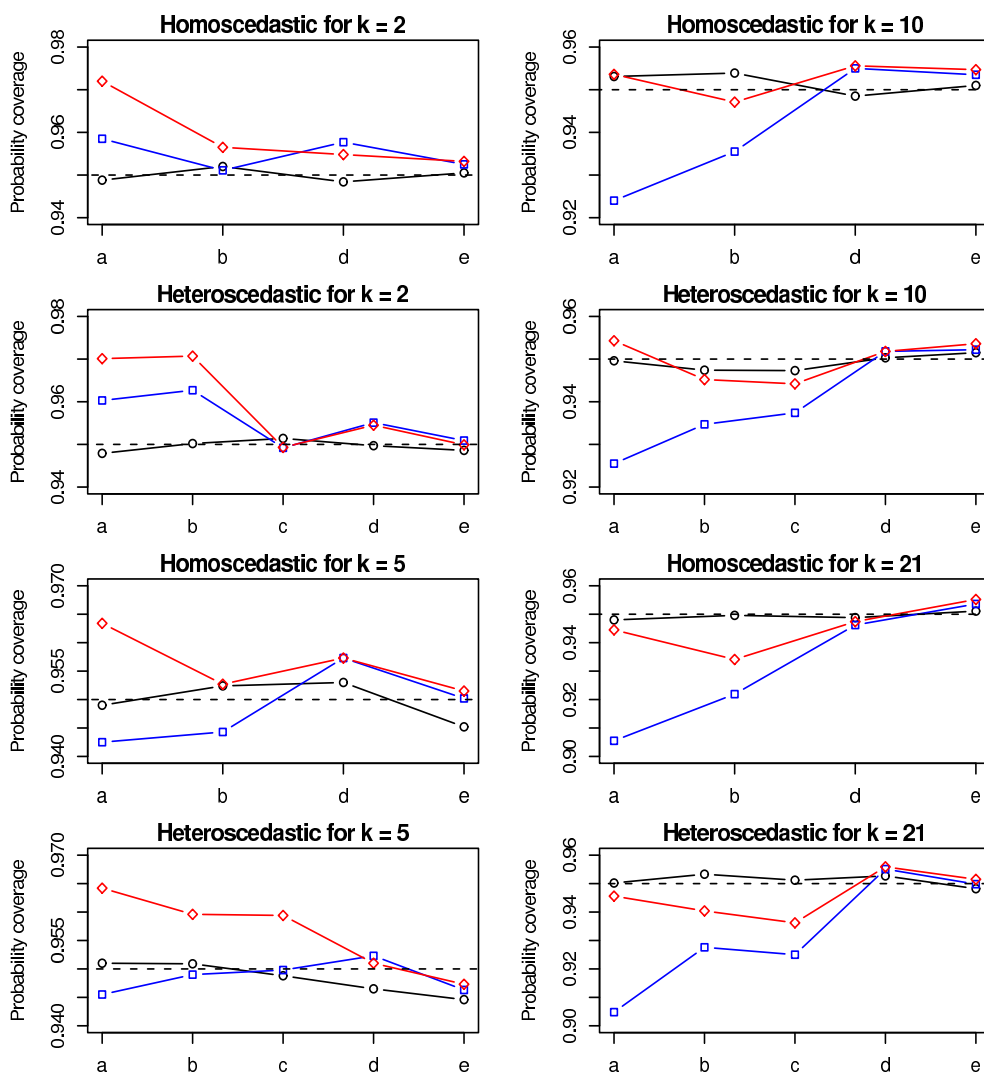 Homoscedastic for k = 2
Probability coverage
0.98
0.96
0.94
a b d e
Homoscedastic for k = 10
Probability coverage
0.96
0.94
0.92
a b d e
Heteroscedastic for k = 2
Probability coverage
0.98
0.96
0.94
a b c d e
Heteroscedastic for k = 10
Probability coverage
0.96
0.94
0.92
a b c d e
Homoscedastic for k = 5
Probability coverage
0.970
0.955
0.940
a b d e
Homoscedastic for k = 21
Probability coverage
0.96
0.94
0.92
0.90
a b d e
Heteroscedastic for k = 5
Probability coverage
0.970
0.955
0.940
a b c d e
Heteroscedastic for k = 21
Probability coverage
0.96
0.94
0.92
0.90
a b c d e